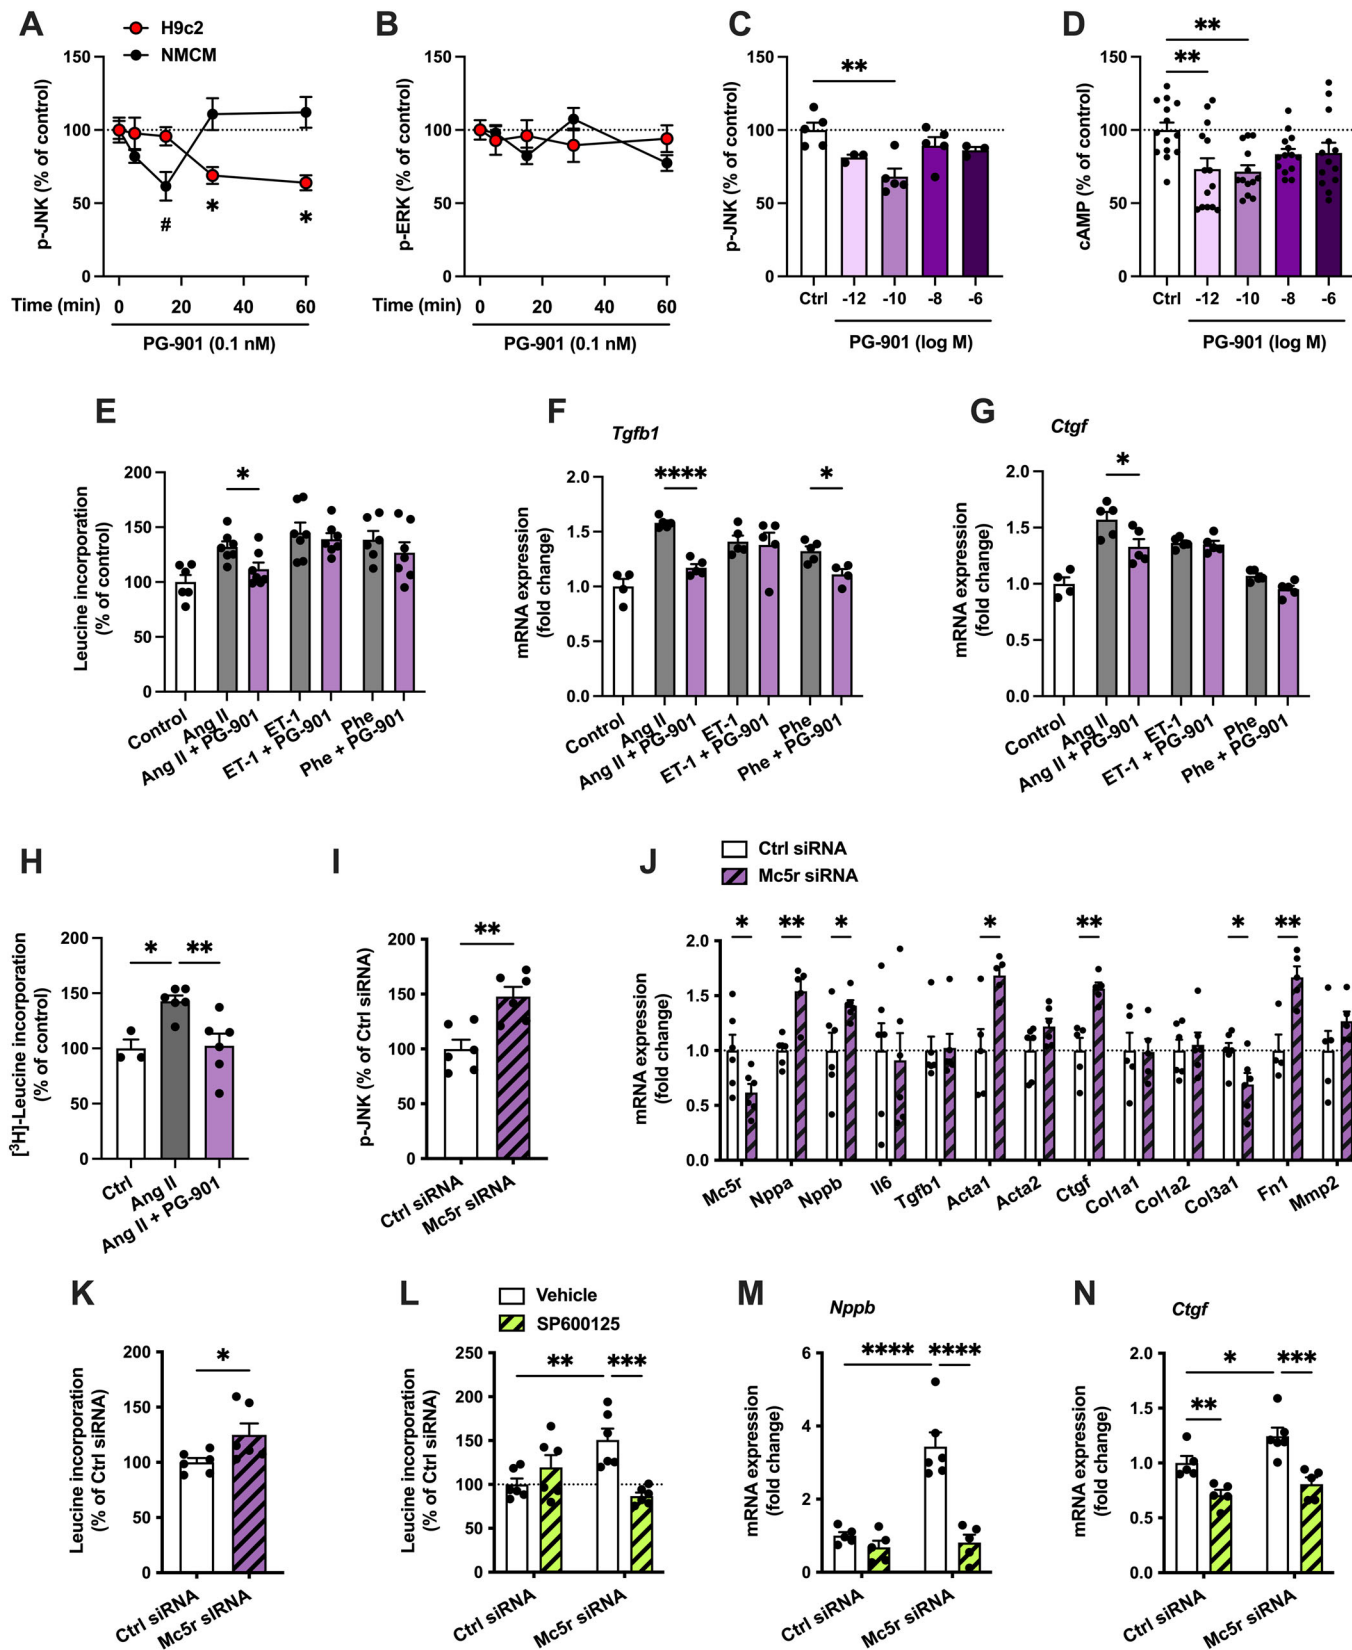 A
H9c2
NMCM
p-JNK (% of control)
150
100
50
0
#
*
*
Time (min)
0
20
40
60
PG-901 (0.1 nM)
B
p-ERK (% of control)
150
100
50
0
Time (min)
0
20
40
60
PG-901 (0.1 nM)
C
p-JNK (% of control)
150
100
50
0
**
Ctrl
-12
-10
-8
-6
PG-901 (log M)
D
cAMP (% of control)
150
100
50
0
**
**
Ctrl
-12
-10
-8
-6
PG-901 (log M)
E
Leucine incorporation
(% of control)
200
150
100
50
0
*
Control
Ang II
Ang II + PG-901
ET-1
ET-1 + PG-901
Phe
Phe + PG-901
F
Tgfb1
mRNA expression
(fold change)
2.0
1.5
1.0
0.5
0.0
****
*
Control
Ang II
Ang II + PG-901
ET-1
ET-1 + PG-901
Phe
Phe + PG-901
G
Ctgf
mRNA expression
(fold change)
2.0
1.5
1.0
0.5
0.0
*
Control
Ang II
Ang II + PG-901
ET-1
ET-1 + PG-901
Phe
Phe + PG-901
H
[³H]-Leucine incorporation
(% of control)
200
150
100
50
0
*
**
Ctrl
Ang II
Ang II + PG-901
I
p-JNK (% of Ctrl siRNA)
200
150
100
50
0
**
Ctrl siRNA
Mc5r siRNA
J
Ctrl siRNA
Mc5r siRNA
mRNA expression
(fold change)
2.0
1.5
1.0
0.5
0.0
*
**
*
*
**
*
**
Mc5r
Nppa
Nppb
Il6
Tgfb1
Acta1
Acta2
Ctgf
Col1a1
Col1a2
Col3a1
Fn1
Mmp2
K
Leucine incorporation
(% of Ctrl siRNA)
200
150
100
50
0
*
Ctrl siRNA
Mc5r siRNA
L
Vehicle
SP600125
Leucine incorporation
(% of Ctrl siRNA)
250
200
150
100
50
0
**
***
Ctrl siRNA
Mc5r siRNA
M
Nppb
mRNA expression
(fold change)
6
4
2
0
****
****
Ctrl siRNA
Mc5r siRNA
N
Ctgf
mRNA expression
(fold change)
2.0
1.5
1.0
0.5
0.0
*
***
**
Ctrl siRNA
Mc5r siRNA